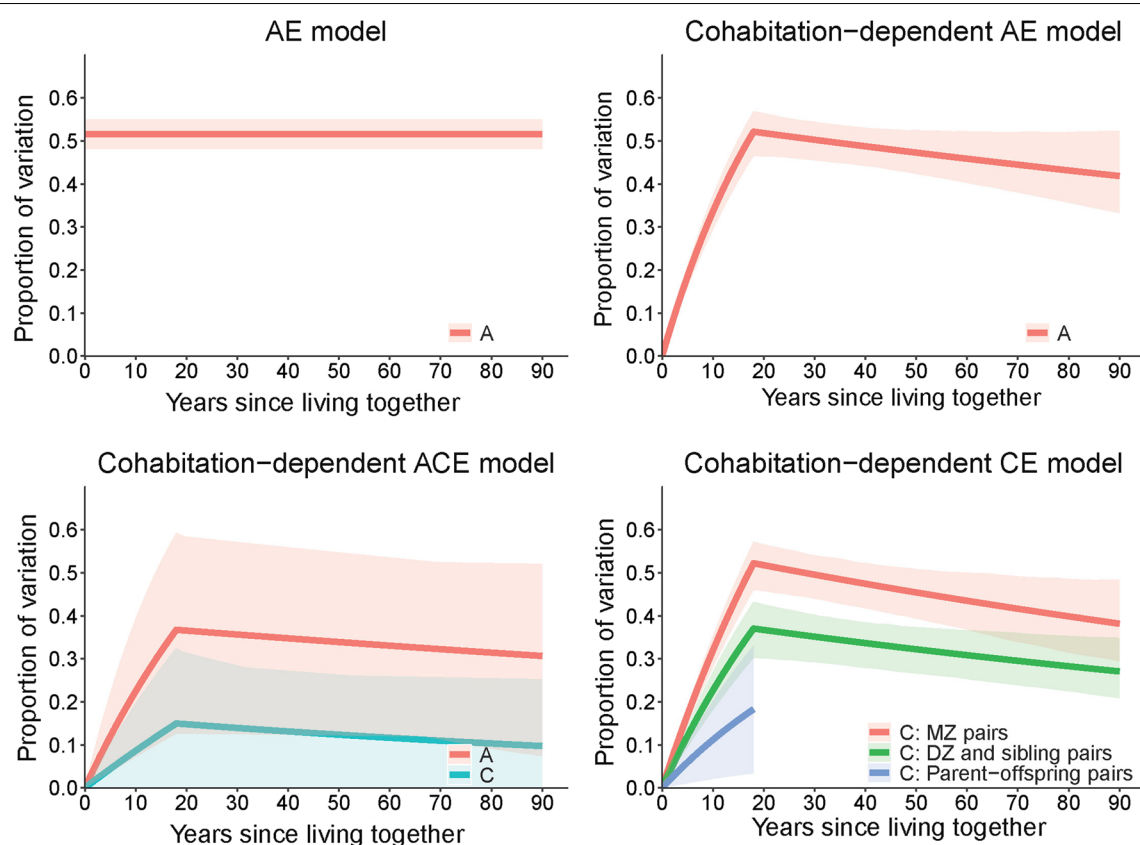 AE model
Proportion of variation
0.6
0.5
0.4
0.3
0.2
0.1
0.0
A
0 10 20 30 40 50 60 70 80 90
Years since living together
Cohabitation−dependent AE model
Proportion of variation
0.6
0.5
0.4
0.3
0.2
0.1
0.0
A
0 10 20 30 40 50 60 70 80 90
Years since living together
Cohabitation−dependent ACE model
Proportion of variation
0.6
0.5
0.4
0.3
0.2
0.1
0.0
A
C
0 10 20 30 40 50 60 70 80 90
Years since living together
Cohabitation−dependent CE model
Proportion of variation
0.6
0.5
0.4
0.3
0.2
0.1
0.0
C: MZ pairs
C: DZ and sibling pairs
C: Parent−offspring pairs
0 10 20 30 40 50 60 70 80 90
Years since living together